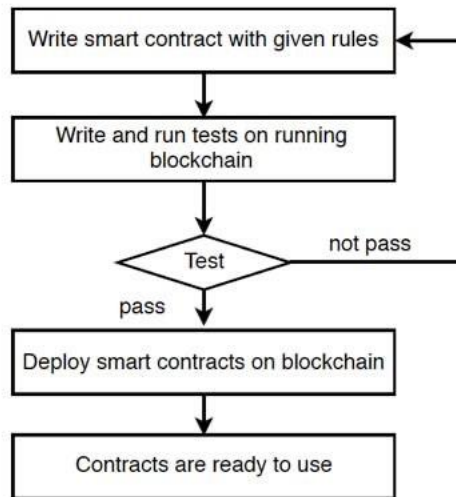 Write smart contract with given rules
Write and run tests on running
blockchain
Test
not pass
pass
Deploy smart contracts on blockchain
Contracts are ready to use